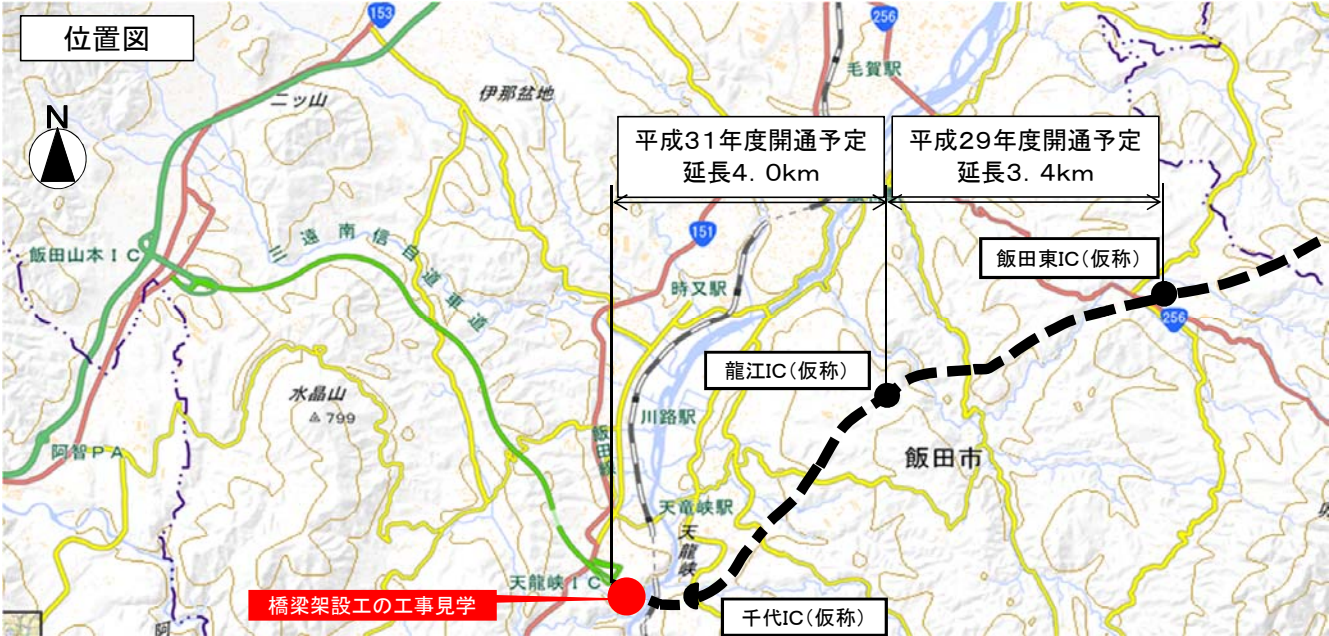 位置図
N
153
256
毛賀駅
二ッ山
伊那盆地
平成31年度開通予定
延長4.0km
平成29年度開通予定
延長3.4km
151
飯田山本IC
三遠南信自動車道
時又駅
飯田東IC(仮称)
256
龍江IC(仮称)
水晶山
799
川路駅
飯田線
飯田市
阿智PA
天竜峡駅
天龍峡
天龍峡IC
橋梁架設工の工事見学
千代IC(仮称)
阿